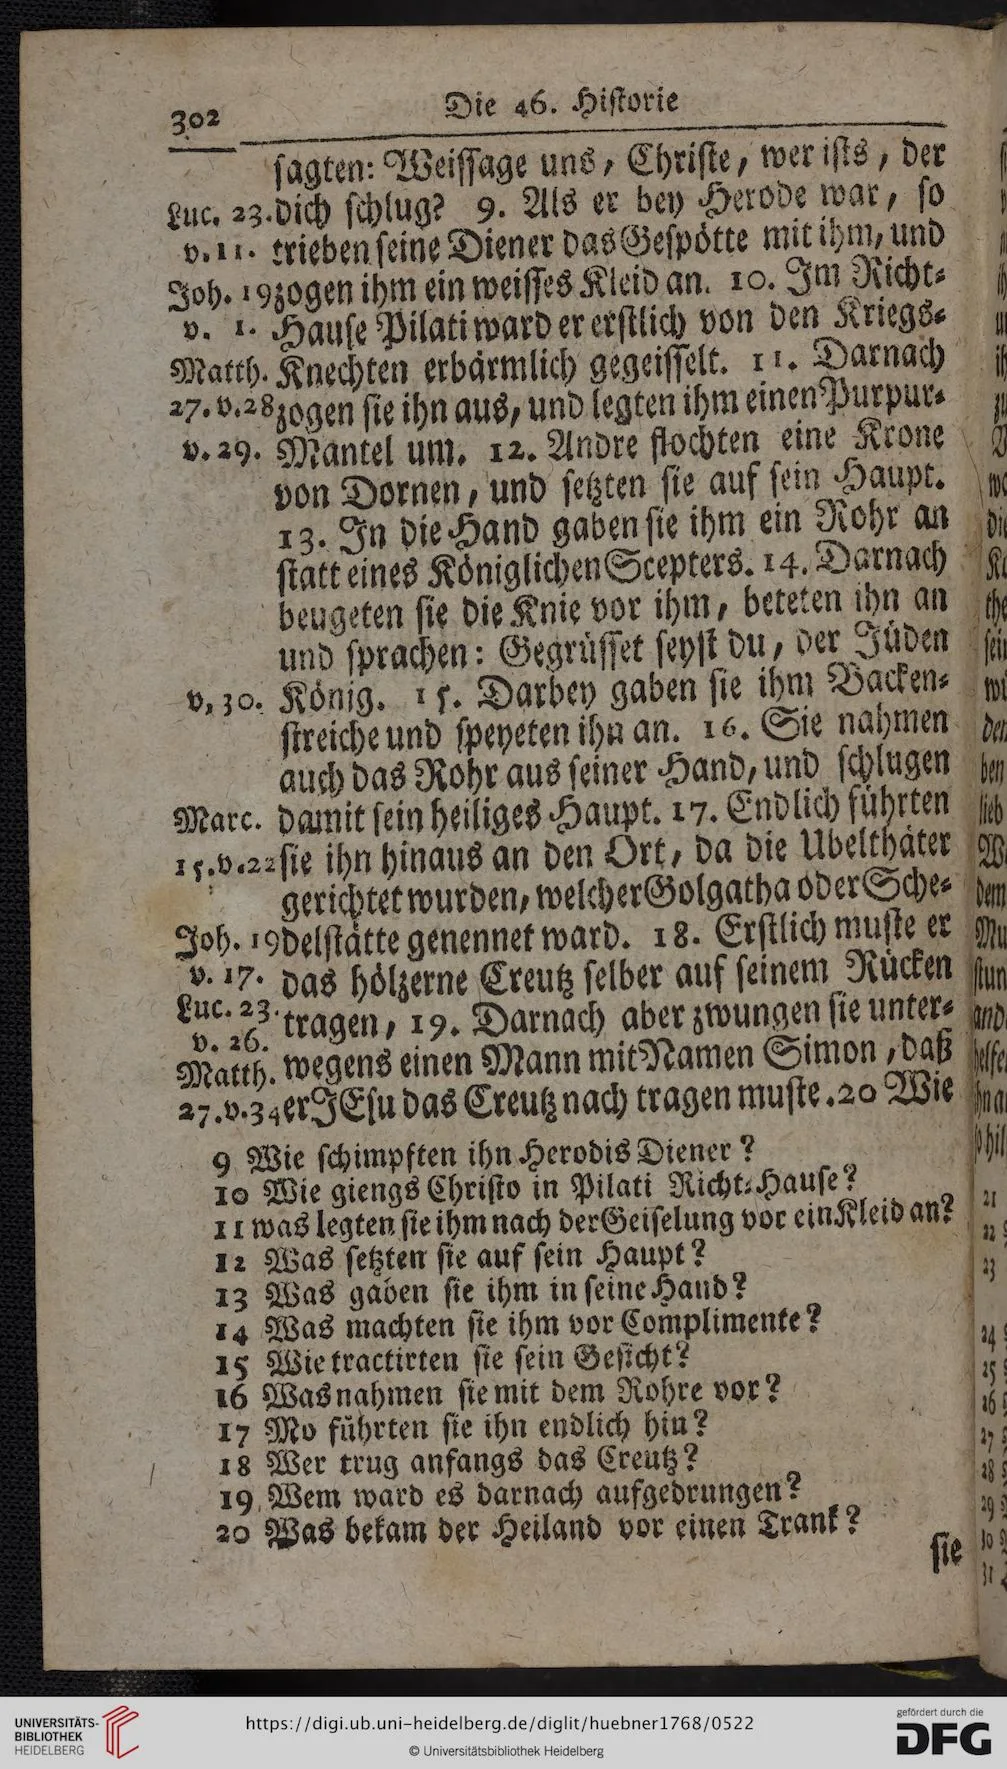 302 Die 46. Historie
sagten: Weissage uns, Christe, wer ists, der
Luc. 23. dich schlug? 9. Als er bey Herode war, so
v. 11. trieben seine Diener das Gespötte mit ihm, und
Joh. 19 zogen ihm ein weisses Kleid an. 10. Im Richt-
v. 1. Hause Pilati ward er erstlich von den Kriegs-
Matth. Knechten erbärmlich gegeisselt. 11. Darnach
27. v. 28 zogen sie ihn aus, und legten ihm einen Purpur-
v. 29. Mantel um. 12. Andre flochten eine Krone
von Dornen, und setzten sie auf sein Haupt.
13. In die Hand gaben sie ihm ein Rohr an
statt eines Königlichen Scepters. 14. Darnach
beugeten sie die Knie vor ihm, beteten ihn an
und sprachen: Gegrüsset seyst du, der Jüden
v. 30. König. 15. Darbey gaben sie ihm Backen-
streiche und speyeten ihn an. 16. Sie nahmen
auch das Rohr aus seiner Hand, und schlugen
Marc. damit sein heiliges Haupt. 17. Endlich führten
15. v. 22 sie ihn hinaus an den Ort, da die Ubelthäter
gerichtet wurden, welcher Golgatha oder Sche-
Joh. 19 delstätte genennet ward. 18. Erstlich muste er
v. 17. das hölzerne Creutz selber auf seinem Rücken
Luc. 23. tragen, 19. Darnach aber zwungen sie unter-
v. 26.
Matth. wegens einen Mann mit Namen Simon, daß
27. v. 34 er JEsu das Creutz nach tragen muste. 20 Wie
9 Wie schimpften ihn Herodis Diener?
10 Wie giengs Christo in Pilati Richt-Hause?
11 was legten sie ihm nach der Geiselung vor ein Kleid an?
12 Was setzten sie auf sein Haupt?
13 Was gaben sie ihm in seine Hand?
14 Was machten sie ihm vor Complimente?
15 Wie tractirten sie sein Gesicht?
16 Was nahmen sie mit dem Rohre vor?
17 Wo führten sie ihn endlich hin?
18 Wer trug anfangs das Creutz?
19 Wem ward es darnach aufgedrungen?
20 Was bekam der Heiland vor einen Trank?
sie
UNIVERSITÄTS-
BIBLIOTHEK
HEIDELBERG
https://digi.ub.uni-heidelberg.de/diglit/huebner1768/0522
© Universitätsbibliothek Heidelberg
gefördert durch die
DFG